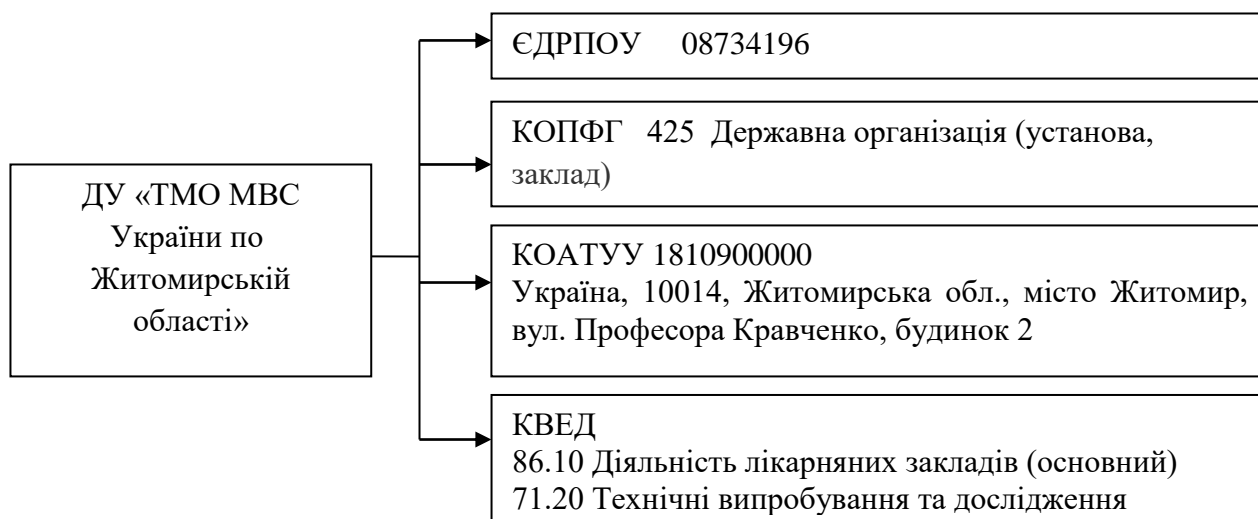 ДУ «ТМО МВС
України по
Житомирській
області»
ЄДРПОУ 08734196
КОПФГ 425 Державна організація (установа,
заклад)
КОАТУУ 1810900000
Україна, 10014, Житомирська обл., місто Житомир,
вул. Професора Кравченко, будинок 2
КВЕД
86.10 Діяльність лікарняних закладів (основний)
71.20 Технічні випробування та дослідження